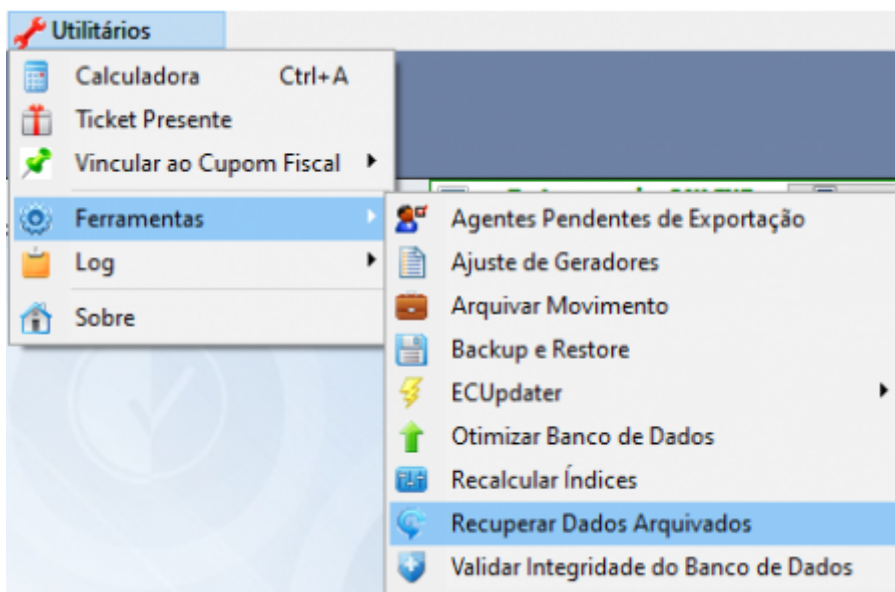 Utilitários
Calculadora Ctrl+A
Ticket Presente
Vincular ao Cupom Fiscal
Ferramentas
Log
Sobre
Agentes Pendentes de Exportação
Ajuste de Geradores
Arquivar Movimento
Backup e Restore
ECUpdater
Otimizar Banco de Dados
Recalcular Índices
Recuperar Dados Arquivados
Validar Integridade do Banco de Dados